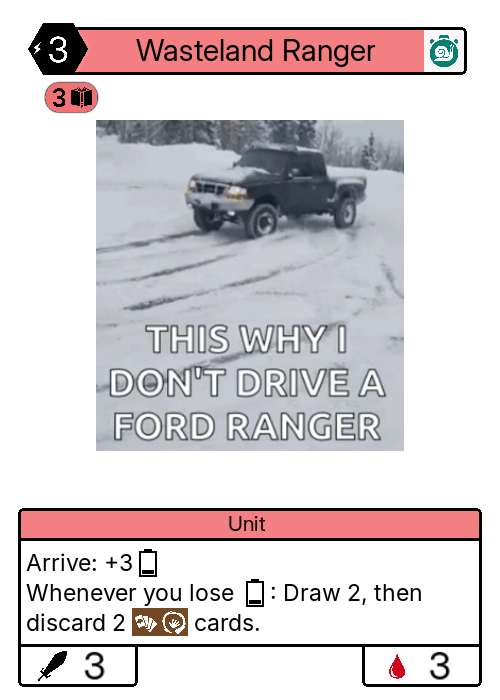 3
Wasteland Ranger
3
THIS WHY I
DON'T DRIVE A
FORD RANGER
Unit
Arrive: +3
Whenever you lose : Draw 2, then
discard 2 cards.
3
3